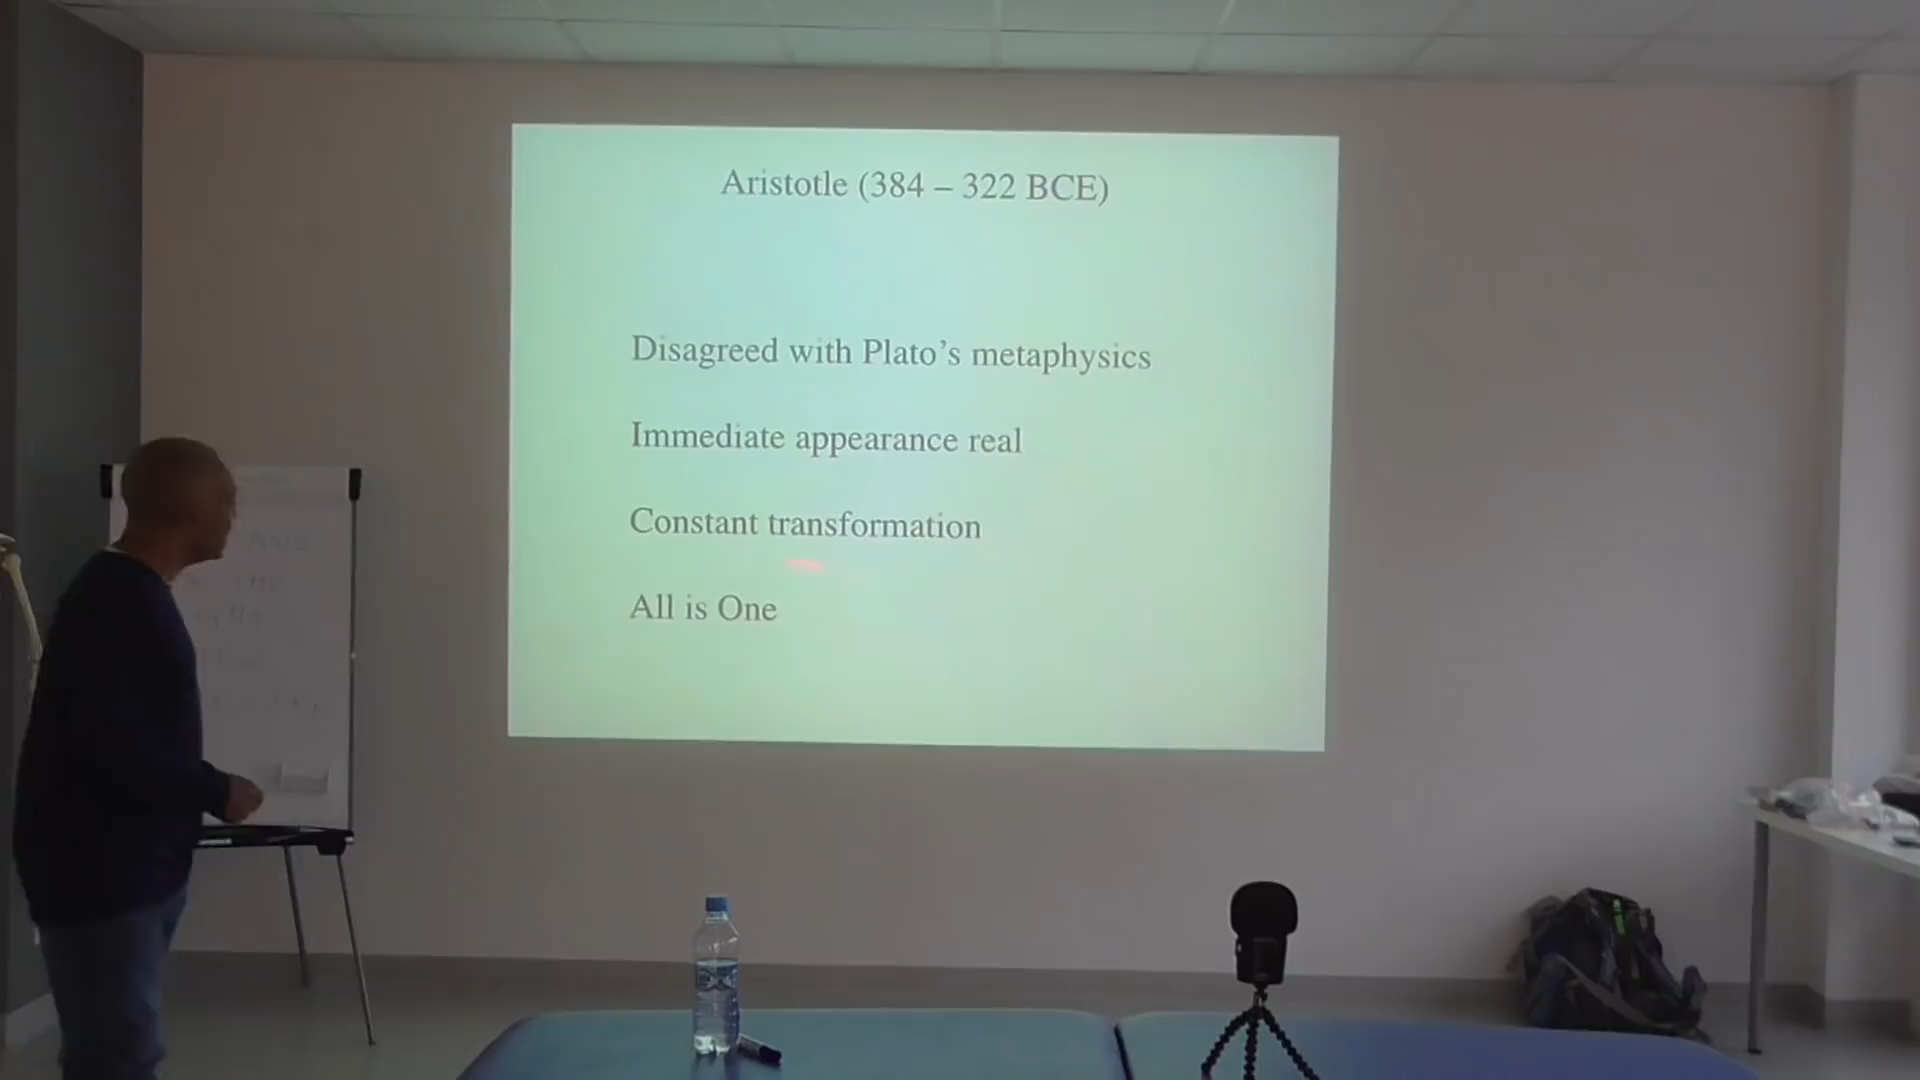 Aristotle (384 – 322 BCE)
Disagreed with Plato’s metaphysics
Immediate appearance real
Constant transformation
All is One